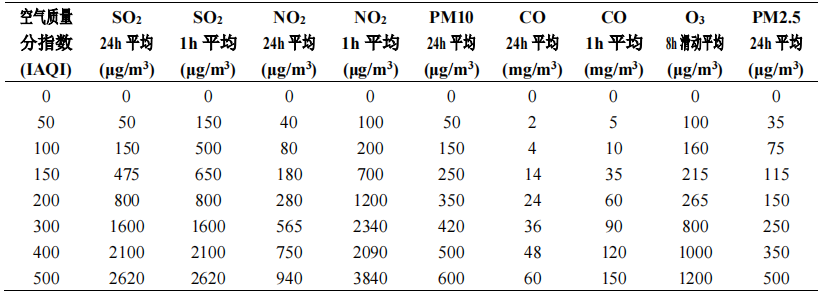 空气质量 SO2 SO2 NO2 NO2 PM10 CO CO O3 PM2.5
分指数 24h 平均 1h 平均 24h 平均 1h 平均 24h 平均 24h 平均 1h 平均 8h 滑动平均 24h 平均
(IAQI) (μg/m3) (μg/m3) (μg/m3) (μg/m3) (μg/m3) (mg/m3) (mg/m3) (μg/m3) (μg/m3)
0 0 0 0 0 0 0 0 0 0
50 50 150 40 100 50 2 5 100 35
100 150 500 80 200 150 4 10 160 75
150 475 650 180 700 250 14 35 215 115
200 800 800 280 1200 350 24 60 265 150
300 1600 1600 565 2340 420 36 90 800 250
400 2100 2100 750 2090 500 48 120 1000 350
500 2620 2620 940 3840 600 60 150 1200 500